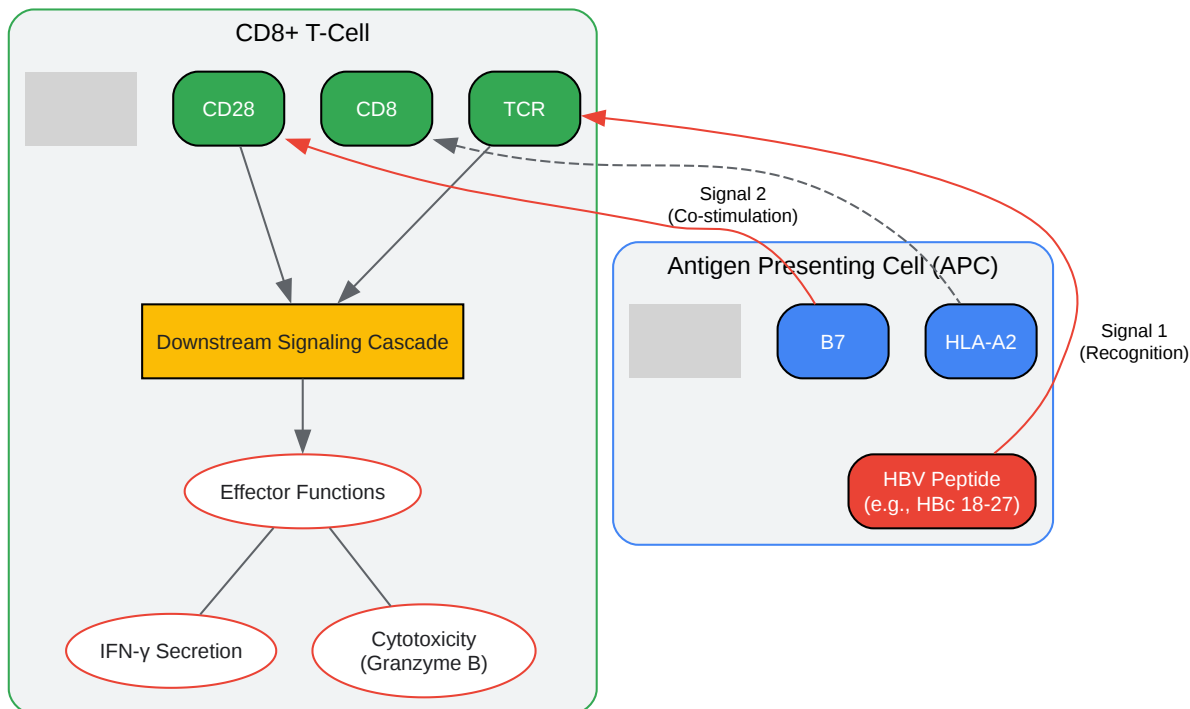 CD8+ T-Cell
CD28
CD8
TCR
Signal 2
(Co-stimulation)
Antigen Presenting Cell (APC)
Downstream Signaling Cascade
B7
HLA-A2
Signal 1
(Recognition)
Effector Functions
HBV Peptide
(e.g., HBc 18-27)
IFN-γ Secretion
Cytotoxicity
(Granzyme B)